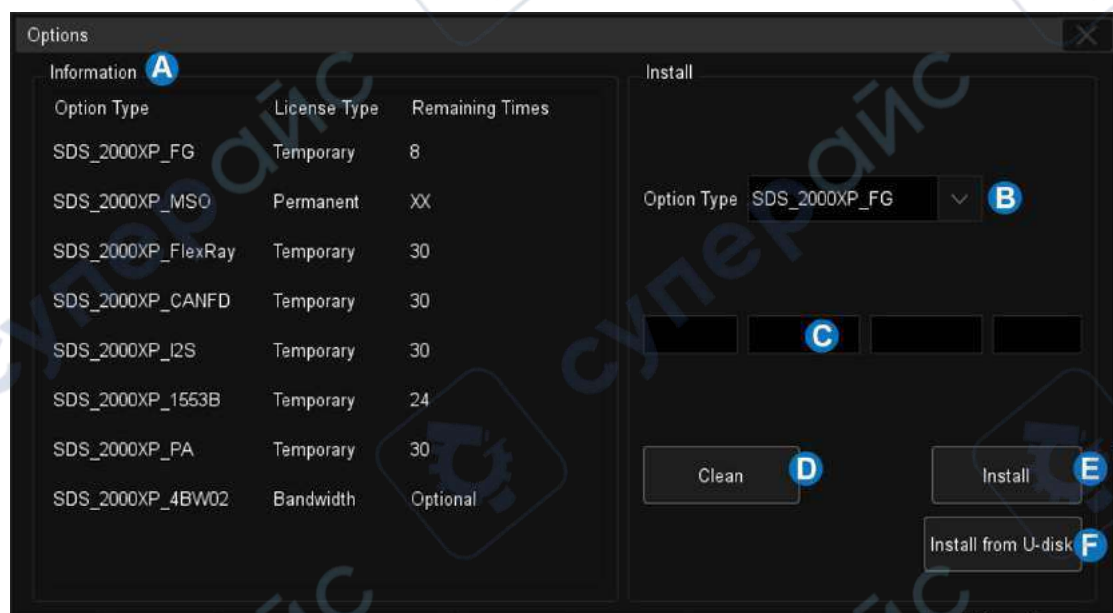 Options
Information A
Option Type License Type Remaining Times
SDS_2000XP_FG Temporary 8
SDS_2000XP_MSO Permanent XX
SDS_2000XP_FlexRay Temporary 30
SDS_2000XP_CANFD Temporary 30
SDS_2000XP_I2S Temporary 30
SDS_2000XP_1553B Temporary 24
SDS_2000XP_PA Temporary 30
SDS_2000XP_4BW02 Bandwidth Optional
Install
Option Type SDS_2000XP_FG B
C
Clean D
Install E
Install from U-disk F
суперайс
суперайс